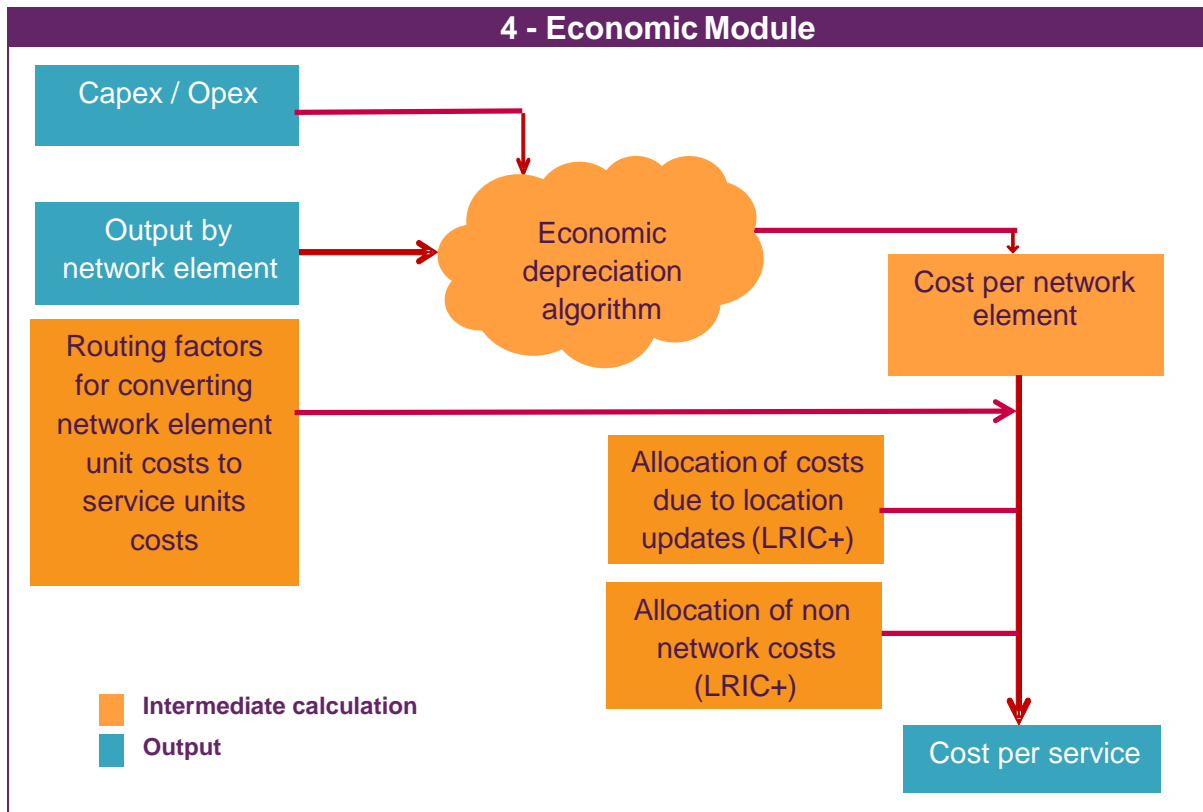 4 - Economic Module
Capex / Opex
Output by
network element
Economic
depreciation
algorithm
Cost per network
element
Routing factors
for converting
network element
unit costs to
service units
costs
Allocation of costs
due to location
updates (LRIC+)
Allocation of non
network costs
(LRIC+)
Intermediate calculation
Output
Cost per service